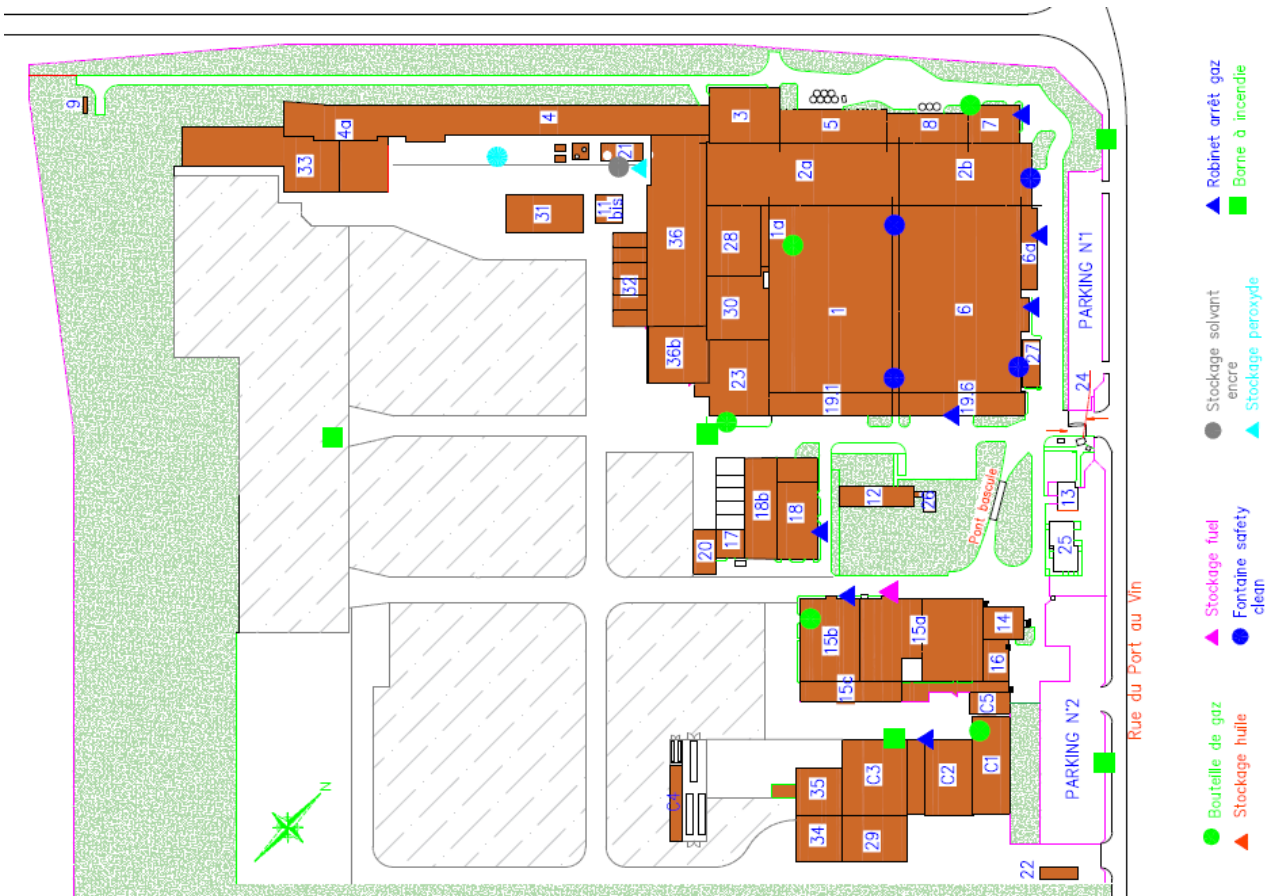 9
4a
4
33
3
5
8
7
21
2a
2b
31
11
bis
36
28
1a
32
30
1
6
6a
36b
23
27
19.1
19.6
24
PARKING N°1
18b
18
12
26
13
20
17
Pont bascule
25
15b
15a
14
16
15c
C5
C4
35
C3
C2
C1
34
29
22
PARKING N°2
Rue du Port au Vin
N
Bouteille de gaz
Stockage huile
Stockage fuel
Fontaine safety
clean
Stockage solvant
encre
Stockage peroxyde
Robinet arrêt gaz
Borne à incendie